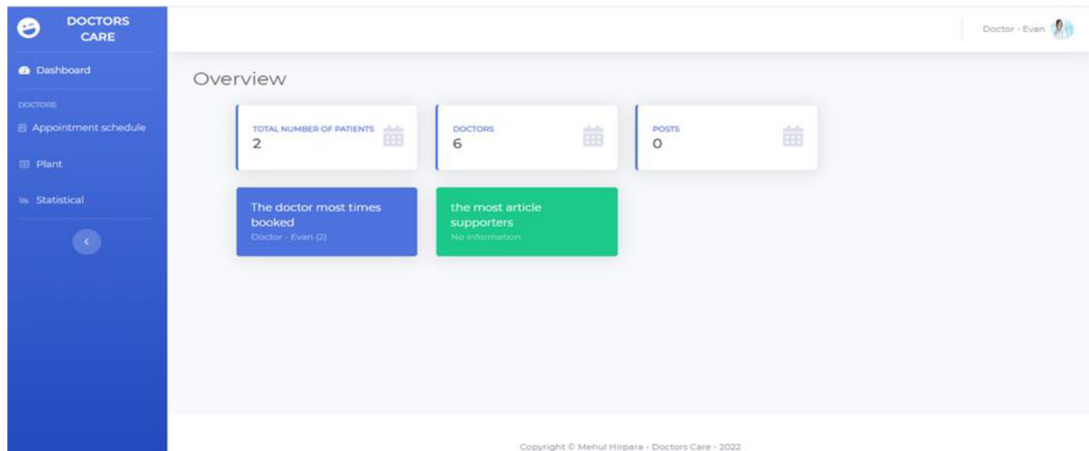 DOCTORS
CARE
Doctor - Evan
Dashboard
Overview
DOCTORS
Appointment schedule
Plant
Statistical
TOTAL NUMBER OF PATIENTS
2
DOCTORS
6
POSTS
0
The doctor most times
booked
Doctor - Evan (2)
the most article
supporters
No information
Copyright © Mehul Hirpara - Doctors Care - 2022